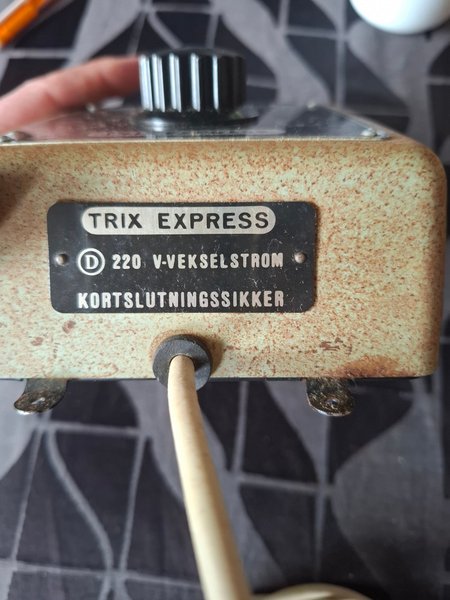 TRIX EXPRESS
D 220 V-VEKSELSTROM
KORTSLUTNINGSSIKKER